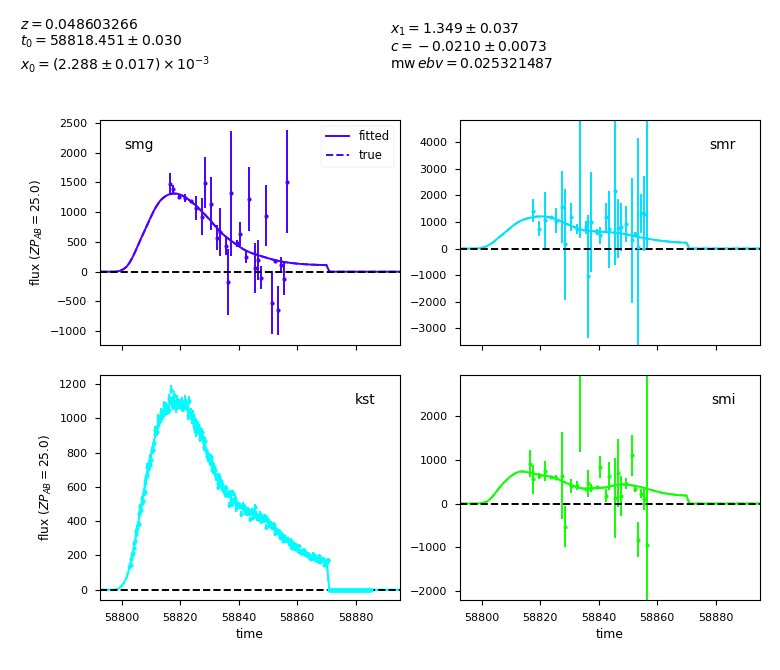 z = 0.048603266
t₀ = 58818.451 ± 0.030
x₀ = (2.288 ± 0.017) × 10⁻³
x₁ = 1.349 ± 0.037
c = −0.0210 ± 0.0073
mw ebv = 0.025321487
smg
fitted
true
flux (ZP_AB = 25.0)
2500
2000
1500
1000
500
0
−500
−1000
smr
4000
3000
2000
1000
0
−1000
−2000
−3000
kst
flux (ZP_AB = 25.0)
1200
1000
800
600
400
200
0
58800 58820 58840 58860 58880
time
smi
2000
1000
0
−1000
−2000
58800 58820 58840 58860 58880
time